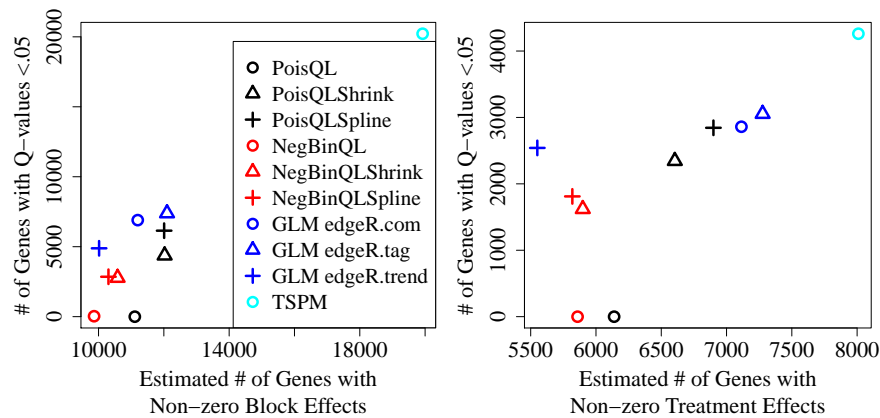 # of Genes with Q−values <.05
20000
10000
5000
0
PoisQL
PoisQLShrink
PoisQLSpline
NegBinQL
NegBinQLShrink
NegBinQLSpline
GLM edgeR.com
GLM edgeR.tag
GLM edgeR.trend
TSPM
10000 14000 18000
Estimated # of Genes with
Non−zero Block Effects
# of Genes with Q−values <.05
4000
3000
2000
1000
0
5500 6000 6500 7000 7500 8000
Estimated # of Genes with
Non−zero Treatment Effects